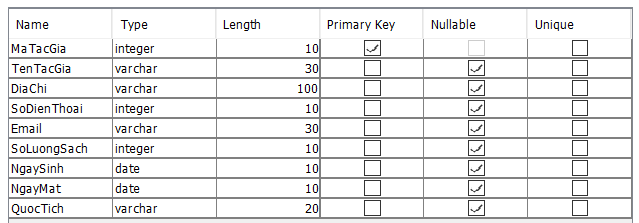 Name Type Length Primary Key Nullable Unique
MaTacGia integer 10
TenTacGia varchar 30
DiaChi varchar 100
SoDienThoai integer 10
Email varchar 30
SoLuongSach integer 10
NgaySinh date 10
NgayMat date 10
QuocTich varchar 20